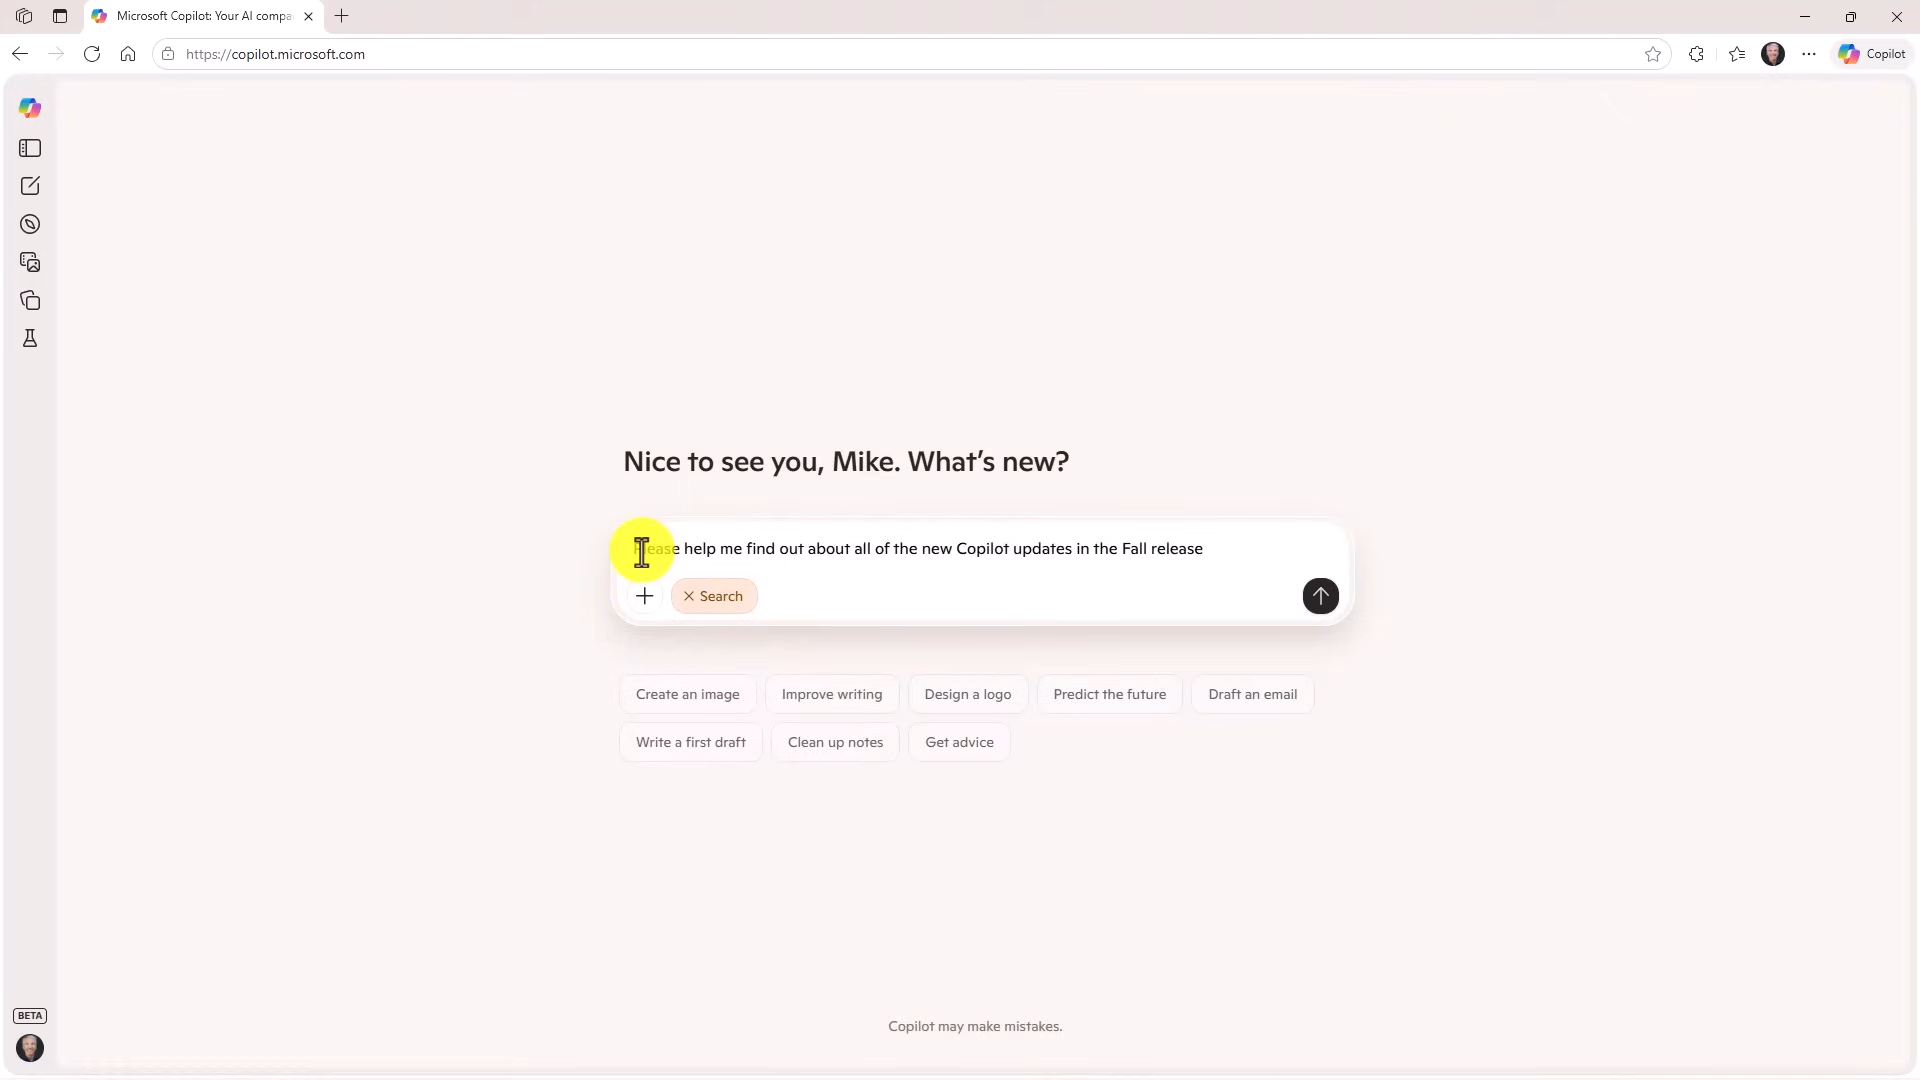 Microsoft Copilot: Your AI compa
https://copilot.microsoft.com
Copilot
Nice to see you, Mike. What's new?
Please help me find out about all of the new Copilot updates in the Fall release
Search
Create an image
Improve writing
Design a logo
Predict the future
Draft an email
Write a first draft
Clean up notes
Get advice
BETA
Copilot may make mistakes.